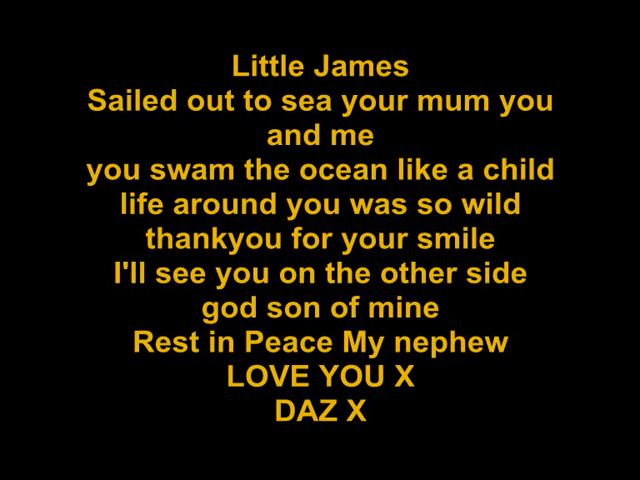 Little James
Sailed out to sea your mum you
and me
you swam the ocean like a child
life around you was so wild
thankyou for your smile
I'll see you on the other side
god son of mine
Rest in Peace My nephew
LOVE YOU X
DAZ X